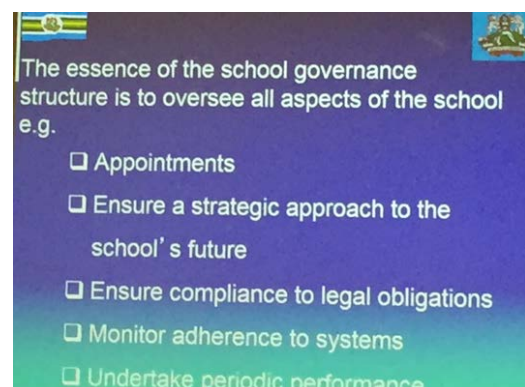 The essence of the school governance
structure is to oversee all aspects of the school
e.g.
❑ Appointments
❑ Ensure a strategic approach to the
school's future
❑ Ensure compliance to legal obligations
❑ Monitor adherence to systems
❑ Undertake periodic performance